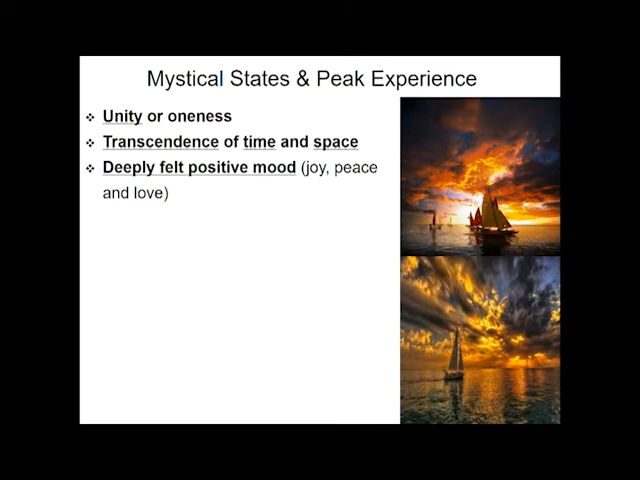 Mystical States & Peak Experience
❖ Unity or oneness
❖ Transcendence of time and space
❖ Deeply felt positive mood (joy, peace
and love)